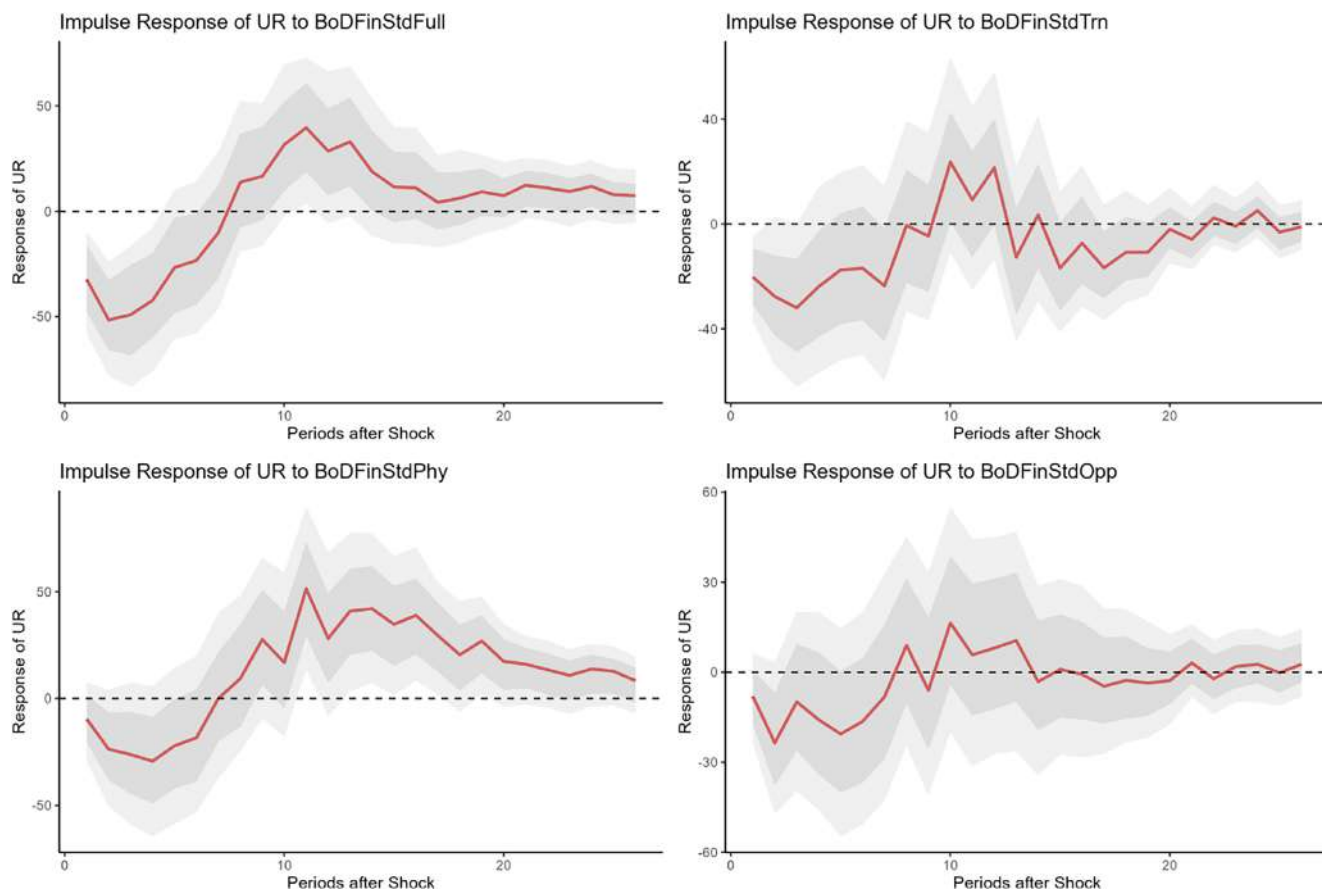 Impulse Response of UR to BoDFinStdFull
Response of UR
50
0
-50
0
10
20
Periods after Shock
Impulse Response of UR to BoDFinStdTrn
Response of UR
40
0
-40
0
10
20
Periods after Shock
Impulse Response of UR to BoDFinStdPhy
Response of UR
50
0
-50
0
10
20
Periods after Shock
Impulse Response of UR to BoDFinStdOpp
Response of UR
60
30
0
-30
-60
0
10
20
Periods after Shock